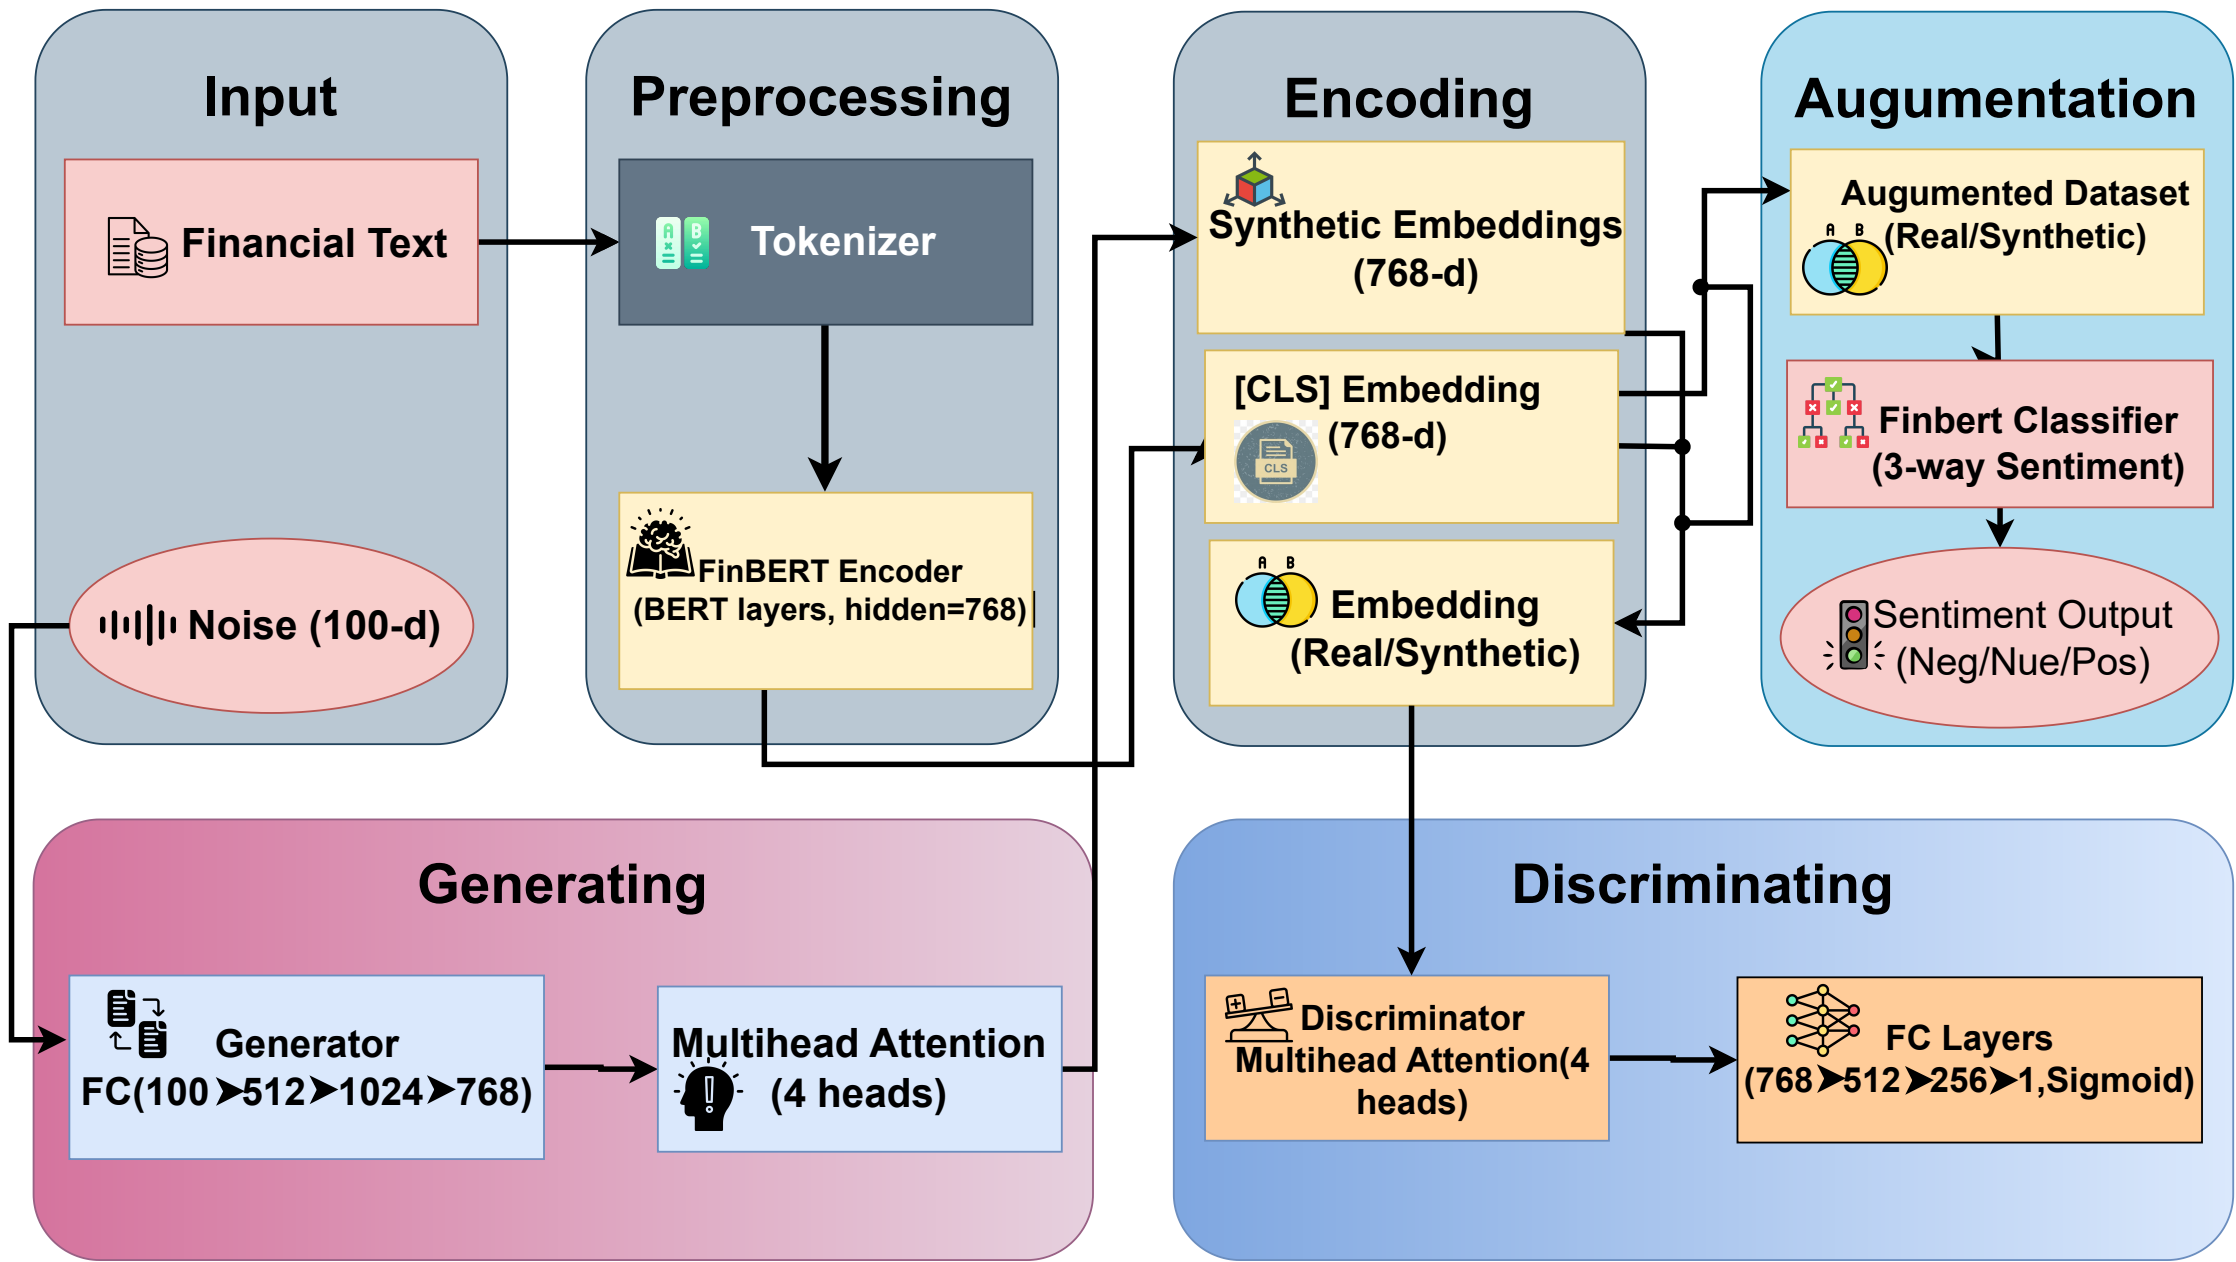 Input
Financial Text
Noise (100-d)
Preprocessing
A B
Tokenizer
FinBERT Encoder
(BERT layers, hidden=768)
Encoding
Synthetic Embeddings
(768-d)
[CLS] Embedding
(768-d)
CLS
A B
Embedding
(Real/Synthetic)
Augumentation
Augumented Dataset
(Real/Synthetic)
A B
Finbert Classifier
(3-way Sentiment)
Sentiment Output
(Neg/Nue/Pos)
Generating
Generator
FC(100➤512➤1024➤768)
Multihead Attention
(4 heads)
Discriminating
Discriminator
Multihead Attention(4
heads)
FC Layers
(768➤512➤256➤1,Sigmoid)